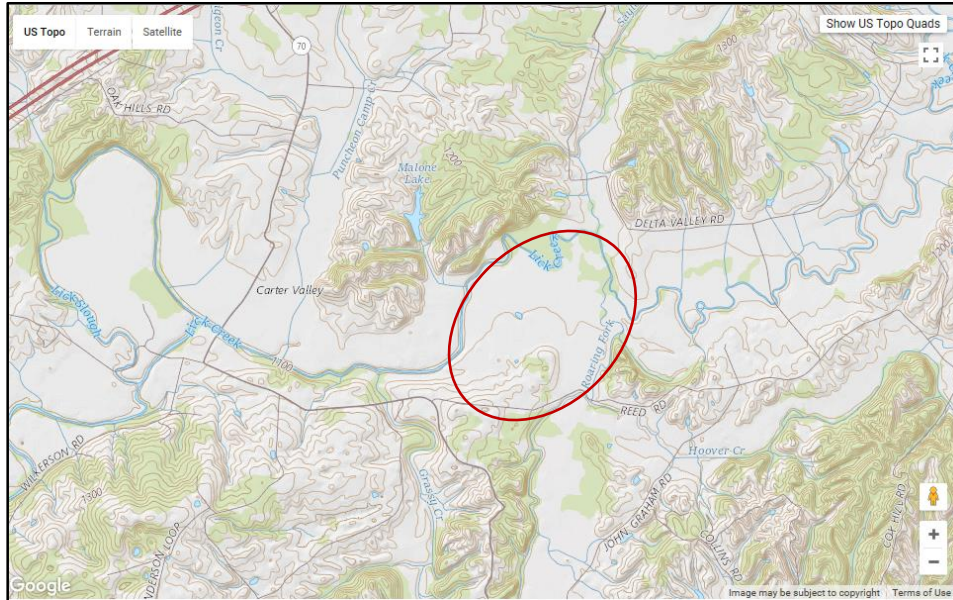 US Topo
Terrain
Satellite
Show US Topo Quads
70
1300
OAK HILLS RD
Puncheon Camp Cr
Malone
Lake
1200
DELTA VALLEY RD
Lick Creek
Carter Valley
Lick Slough
Lick Creek
1100
Roaring Fork
REED RD
Hoover Cr
WILKERSON RD
1300
Grassy Cr
JOHN GRAHAM RD
COLLINS RD
COX HILL RD
ANDERSON LOOP
Google
Image may be subject to copyright
Terms of Use